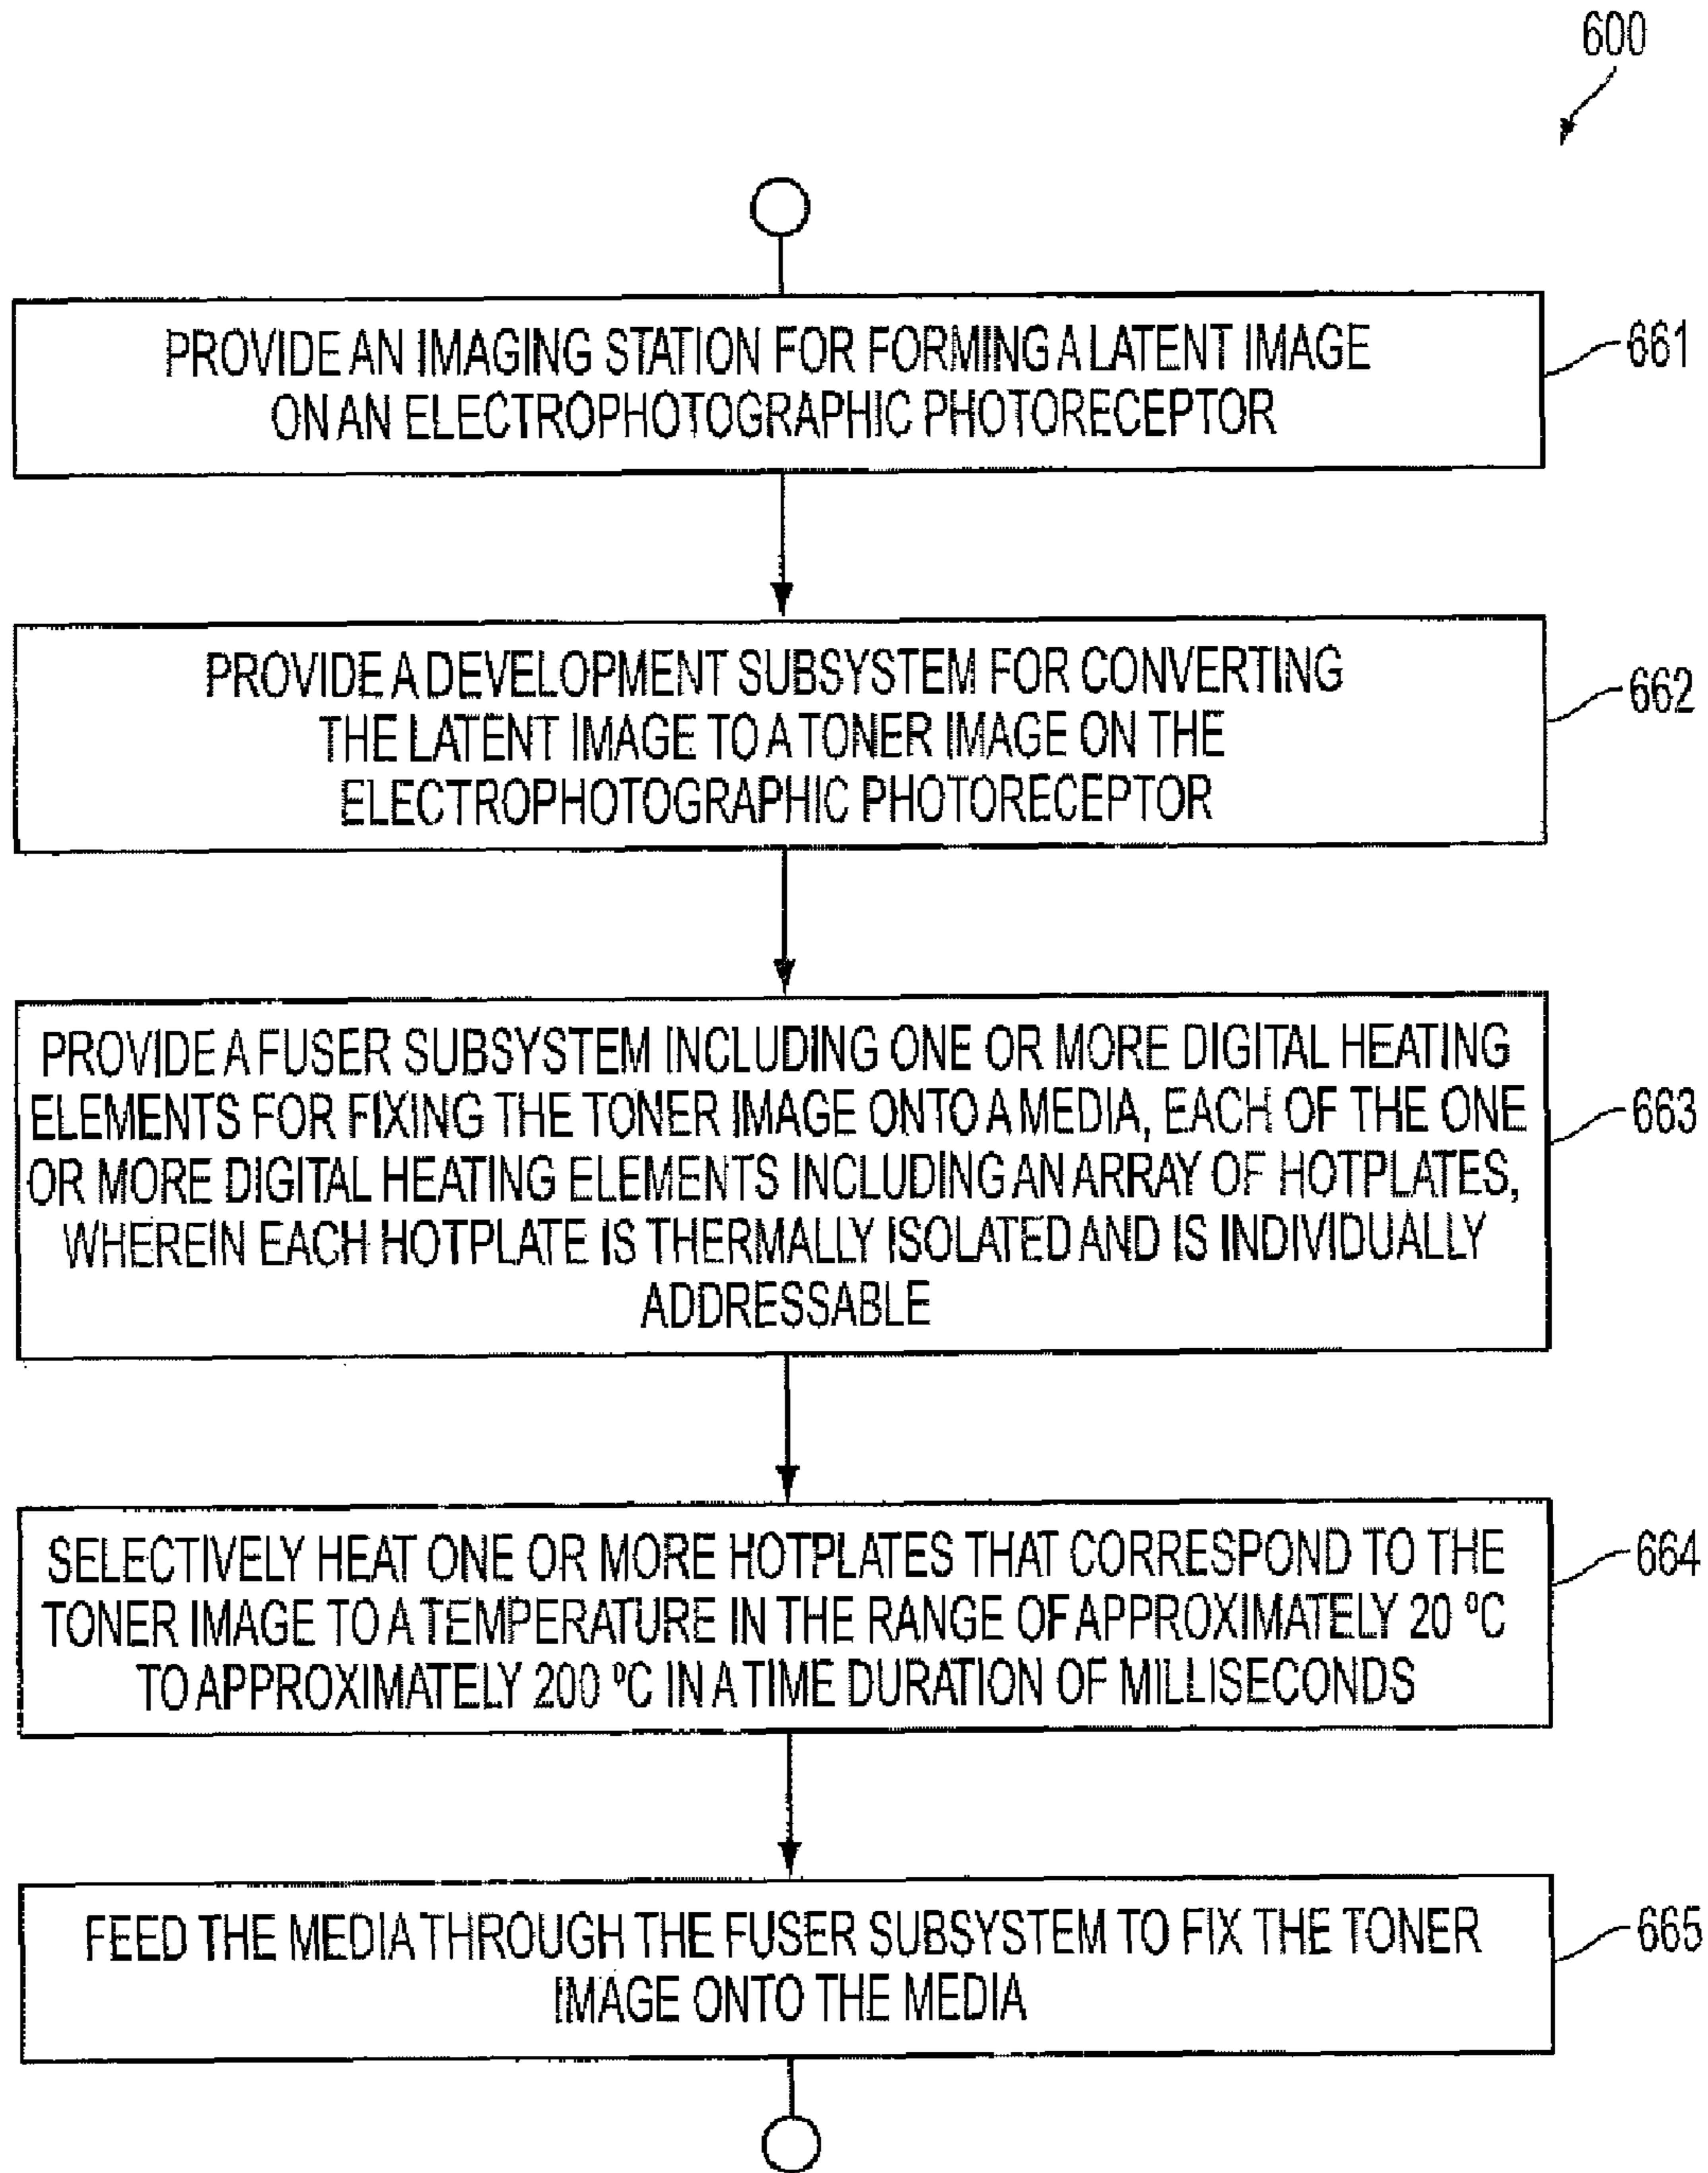 600
PROVIDE AN IMAGING STATION FOR FORMING A LATENT IMAGE
ON AN ELECTROPHOTOGRAPHIC PHOTORECEPTOR
661
PROVIDE A DEVELOPMENT SUBSYSTEM FOR CONVERTING
THE LATENT IMAGE TO A TONER IMAGE ON THE
ELECTROPHOTOGRAPHIC PHOTORECEPTOR
662
PROVIDE A FUSER SUBSYSTEM INCLUDING ONE OR MORE DIGITAL HEATING
ELEMENTS FOR FIXING THE TONER IMAGE ONTO A MEDIA, EACH OF THE ONE
OR MORE DIGITAL HEATING ELEMENTS INCLUDING AN ARRAY OF HOTPLATES,
WHEREIN EACH HOTPLATE IS THERMALLY ISOLATED AND IS INDIVIDUALLY
ADDRESSABLE
663
SELECTIVELY HEAT ONE OR MORE HOTPLATES THAT CORRESPOND TO THE
TONER IMAGE TO A TEMPERATURE IN THE RANGE OF APPROXIMATELY 20 ºC
TO APPROXIMATELY 200 ºC IN A TIME DURATION OF MILLISECONDS
664
FEED THE MEDIA THROUGH THE FUSER SUBSYSTEM TO FIX THE TONER
IMAGE ONTO THE MEDIA
665